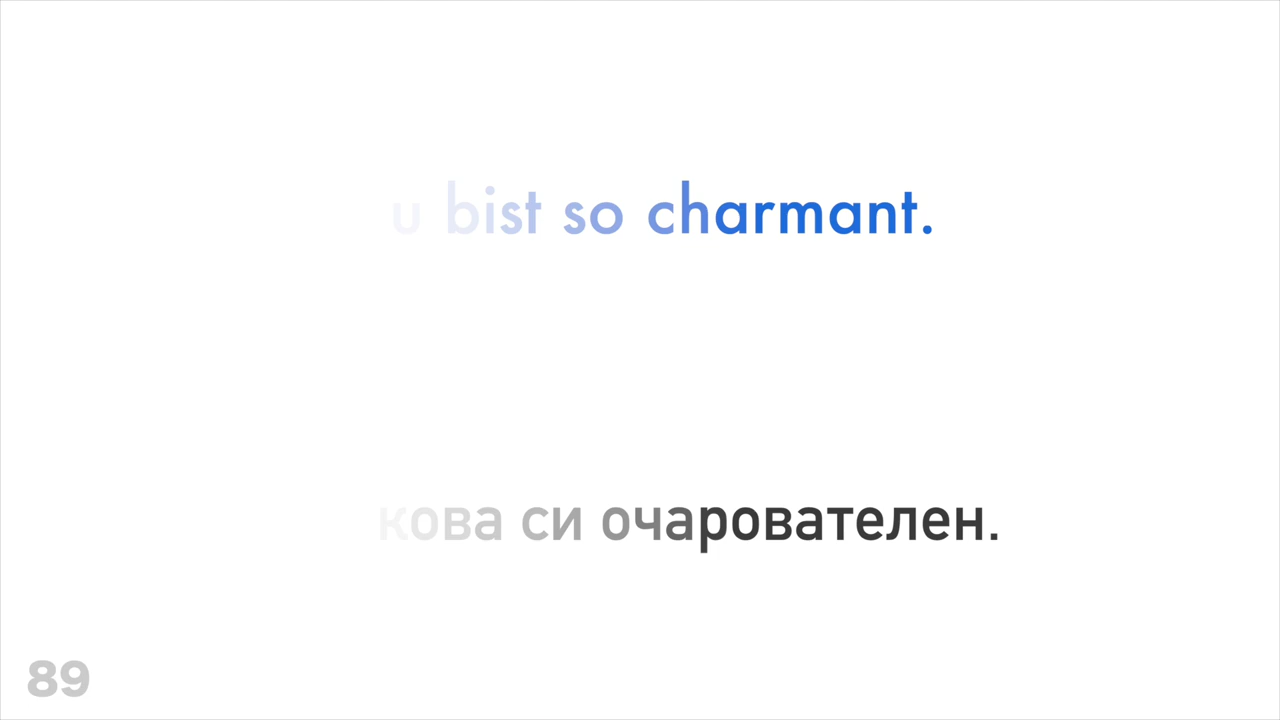 u bist so charmant.
кова си очарователен.
89